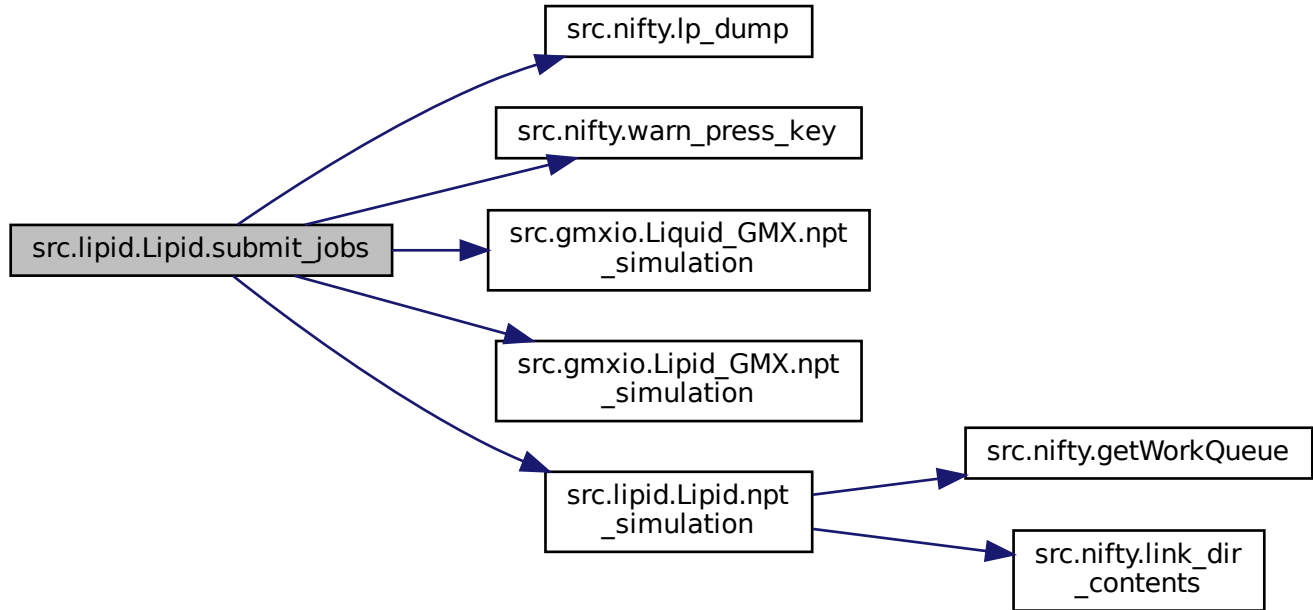 src.nifty.lp_dump
src.nifty.warn_press_key
src.lipid.Lipid.submit_jobs
src.gmxio.Liquid_GMX.npt
_simulation
src.gmxio.Lipid_GMX.npt
_simulation
src.lipid.Lipid.npt
_simulation
src.nifty.getWorkQueue
src.nifty.link_dir
_contents